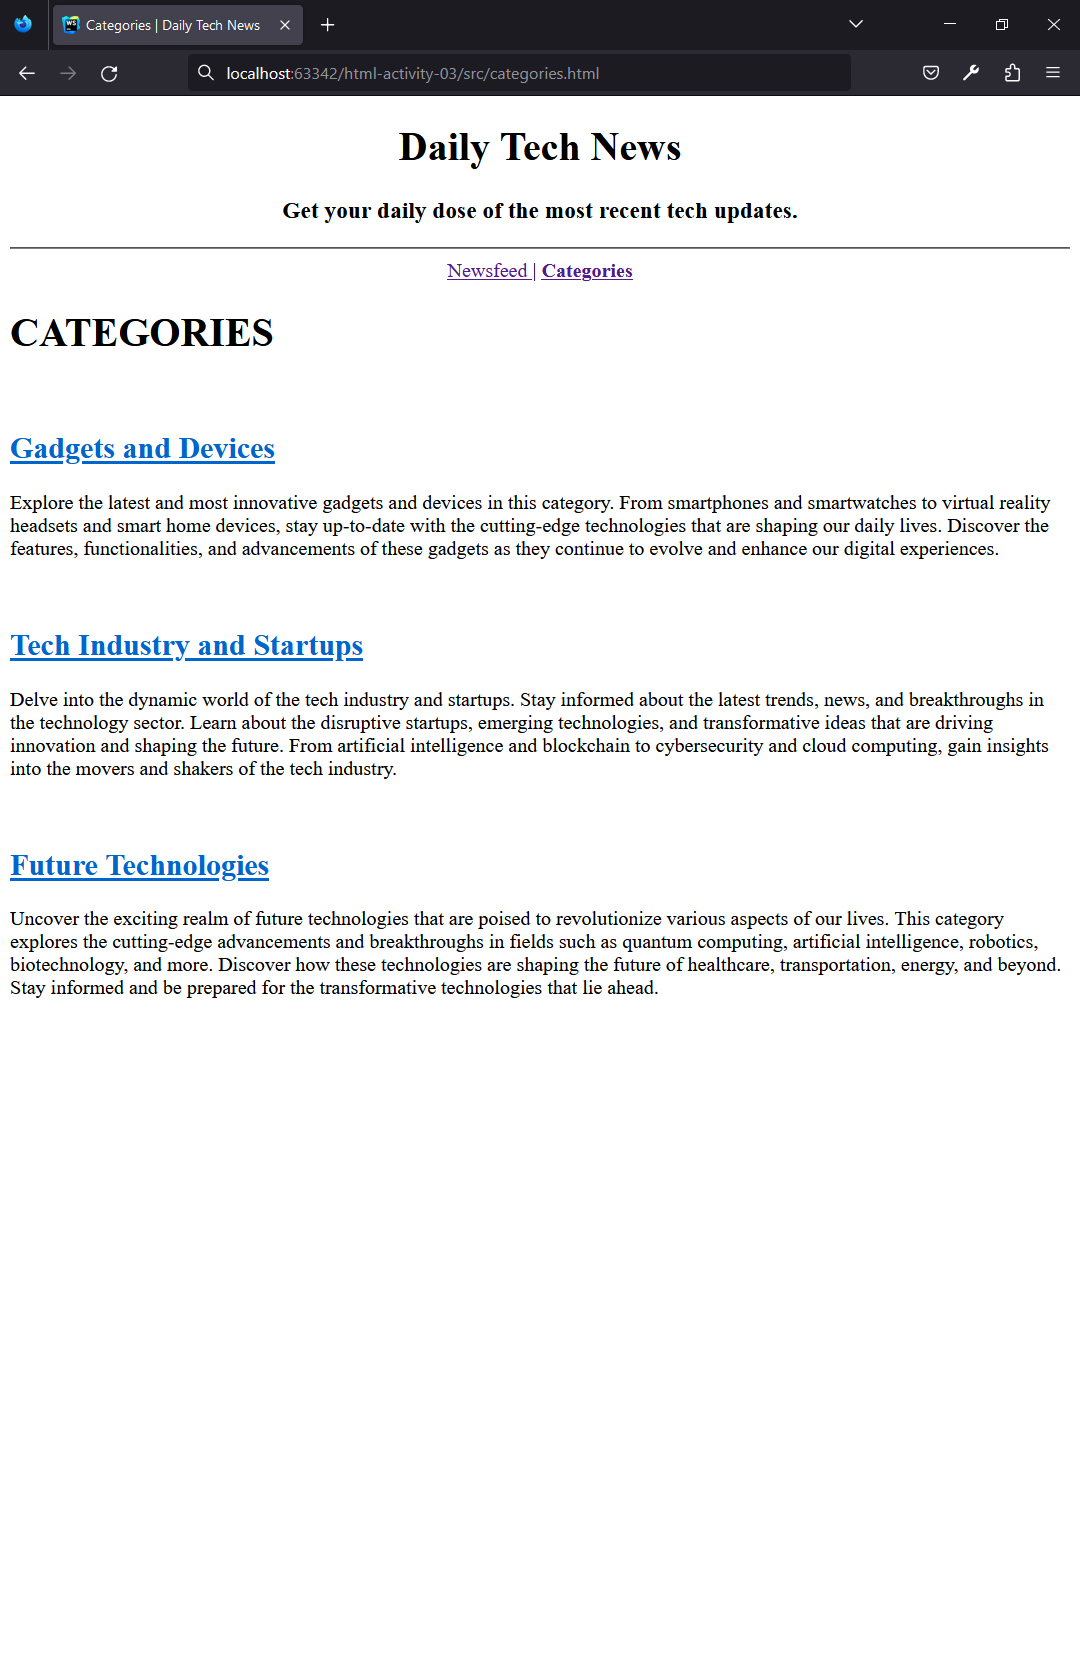 Categories | Daily Tech News
localhost:63342/html-activity-03/src/categories.html
Daily Tech News
Get your daily dose of the most recent tech updates.
Newsfeed | Categories
CATEGORIES
Gadgets and Devices
Explore the latest and most innovative gadgets and devices in this category. From smartphones and smartwatches to virtual reality
headsets and smart home devices, stay up-to-date with the cutting-edge technologies that are shaping our daily lives. Discover the
features, functionalities, and advancements of these gadgets as they continue to evolve and enhance our digital experiences.
Tech Industry and Startups
Delve into the dynamic world of the tech industry and startups. Stay informed about the latest trends, news, and breakthroughs in
the technology sector. Learn about the disruptive startups, emerging technologies, and transformative ideas that are driving
innovation and shaping the future. From artificial intelligence and blockchain to cybersecurity and cloud computing, gain insights
into the movers and shakers of the tech industry.
Future Technologies
Uncover the exciting realm of future technologies that are poised to revolutionize various aspects of our lives. This category
explores the cutting-edge advancements and breakthroughs in fields such as quantum computing, artificial intelligence, robotics,
biotechnology, and more. Discover how these technologies are shaping the future of healthcare, transportation, energy, and beyond.
Stay informed and be prepared for the transformative technologies that lie ahead.